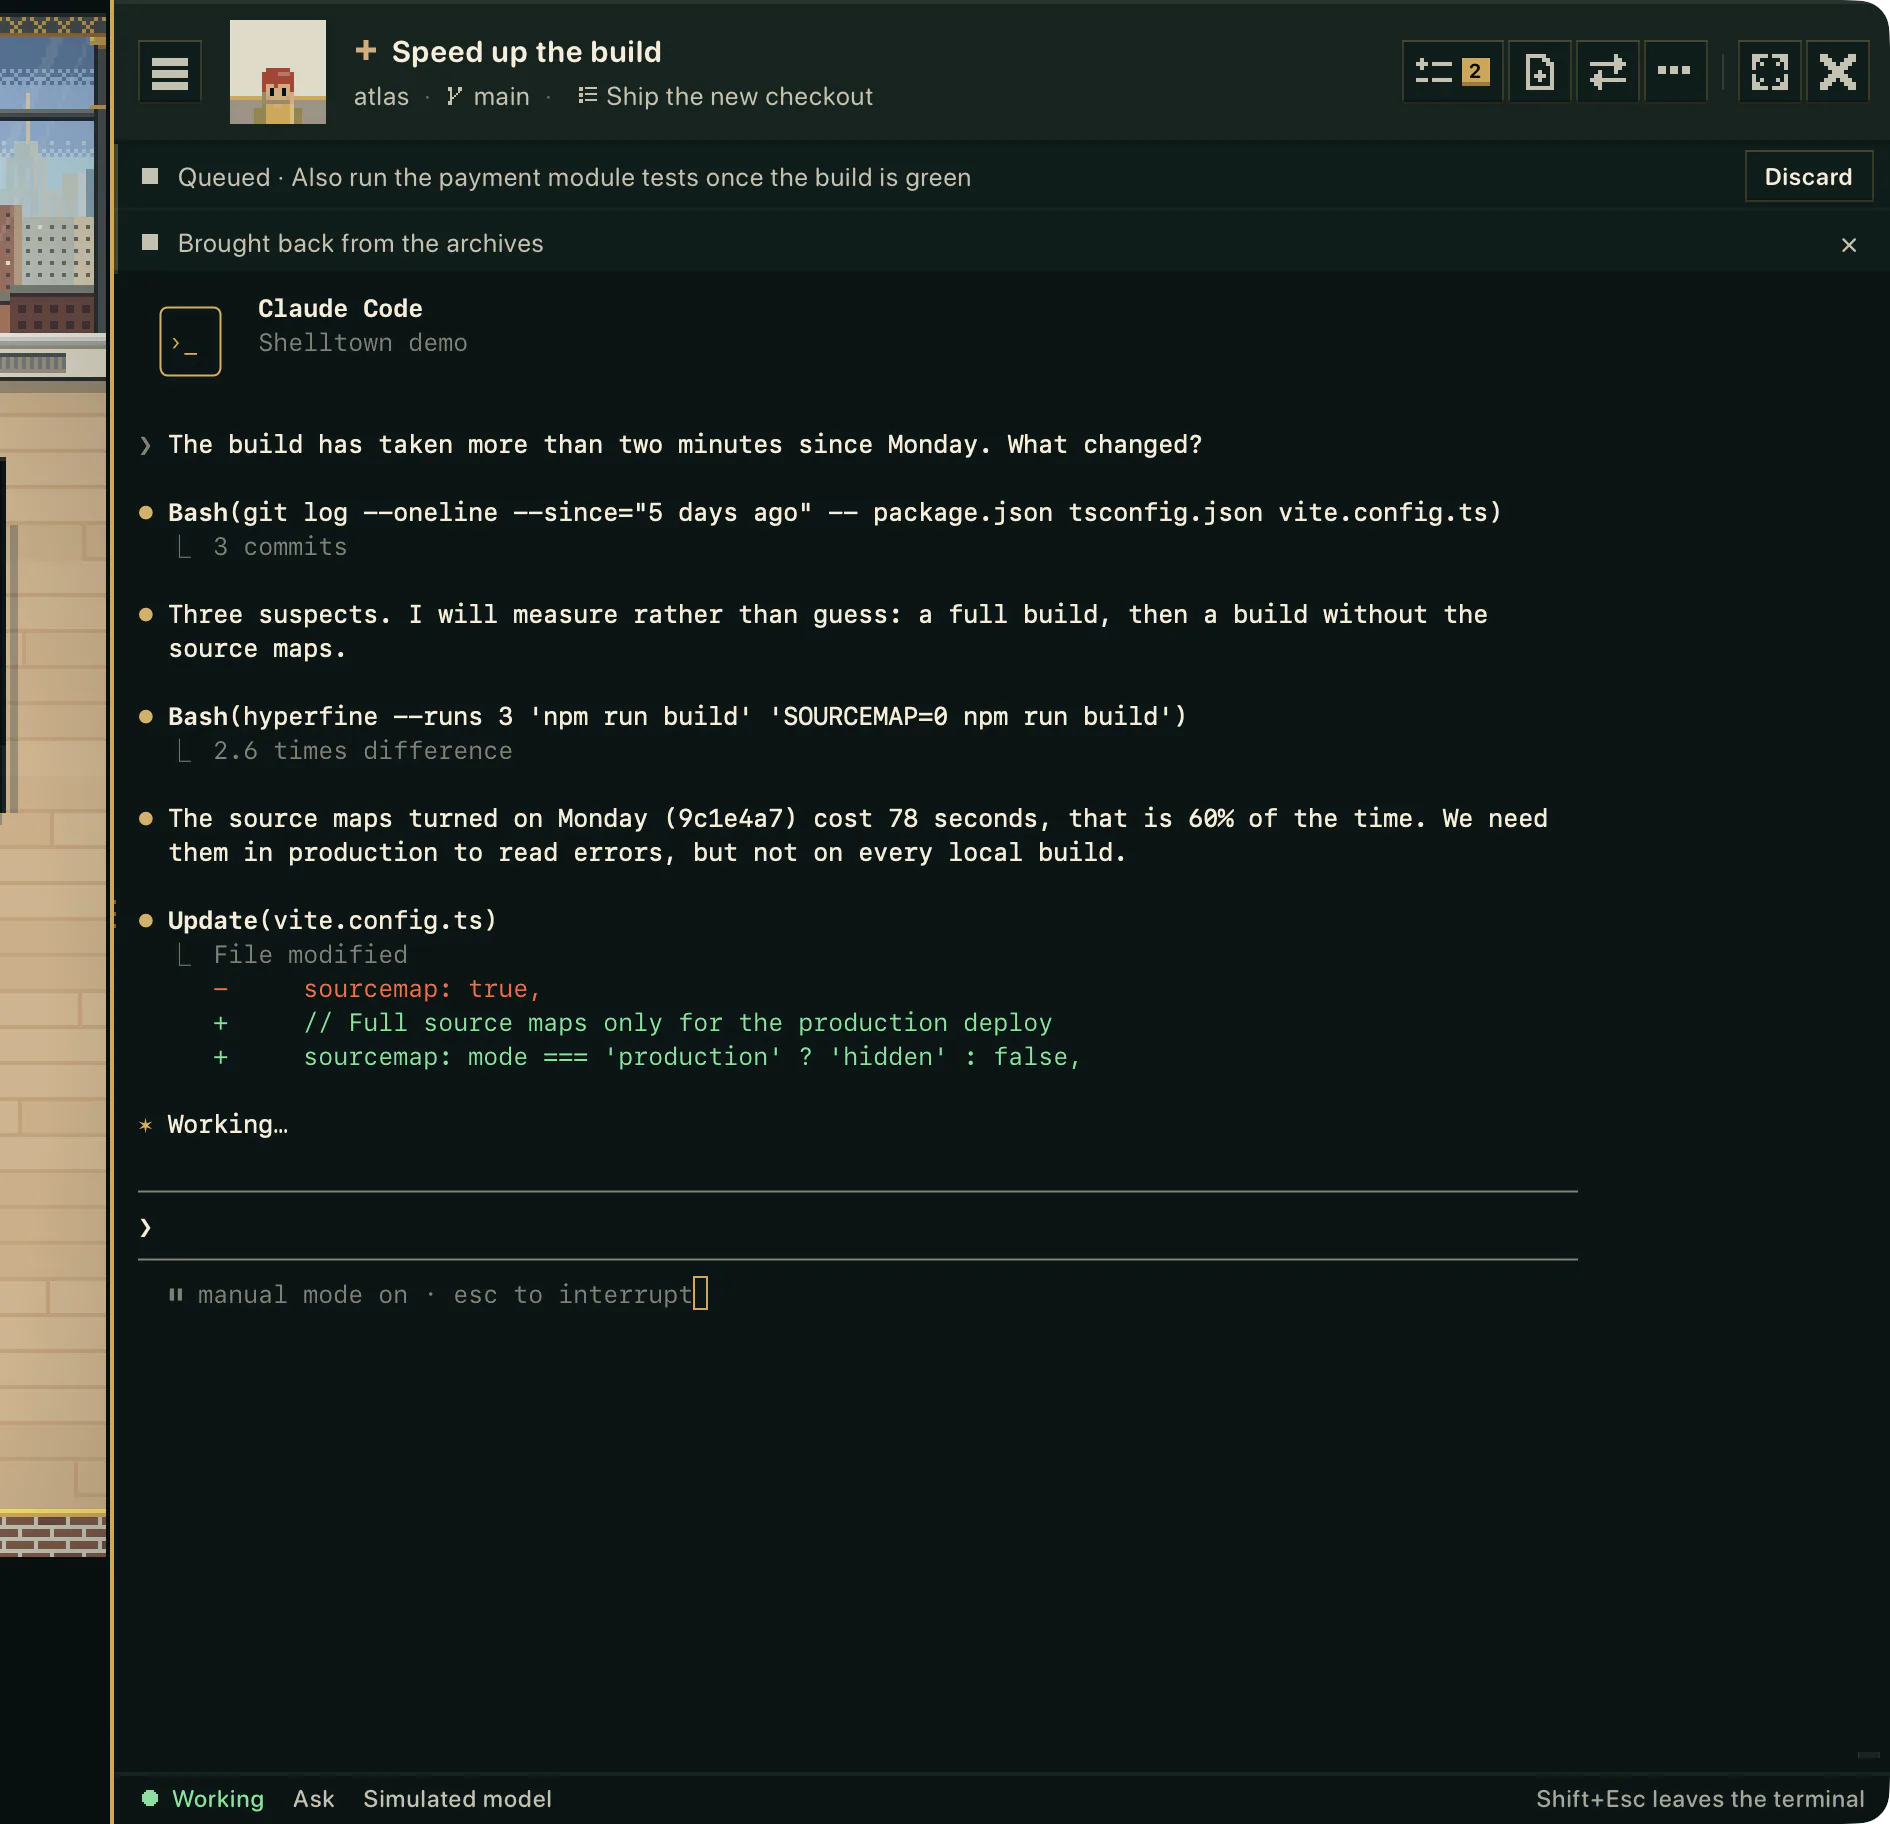 Speed up the build
atlas · main · Ship the new checkout
2
Queued · Also run the payment module tests once the build is green
Discard
Brought back from the archives
×
›_
Claude Code
Shelltown demo
❯ The build has taken more than two minutes since Monday. What changed?
● Bash(git log --oneline --since="5 days ago" -- package.json tsconfig.json vite.config.ts)
⎿ 3 commits
● Three suspects. I will measure rather than guess: a full build, then a build without the
source maps.
● Bash(hyperfine --runs 3 'npm run build' 'SOURCEMAP=0 npm run build')
⎿ 2.6 times difference
● The source maps turned on Monday (9c1e4a7) cost 78 seconds, that is 60% of the time. We need
them in production to read errors, but not on every local build.
● Update(vite.config.ts)
⎿ File modified
- sourcemap: true,
+ // Full source maps only for the production deploy
+ sourcemap: mode === 'production' ? 'hidden' : false,
✶ Working…
❯
⏸ manual mode on · esc to interrupt
Working Ask Simulated model
Shift+Esc leaves the terminal